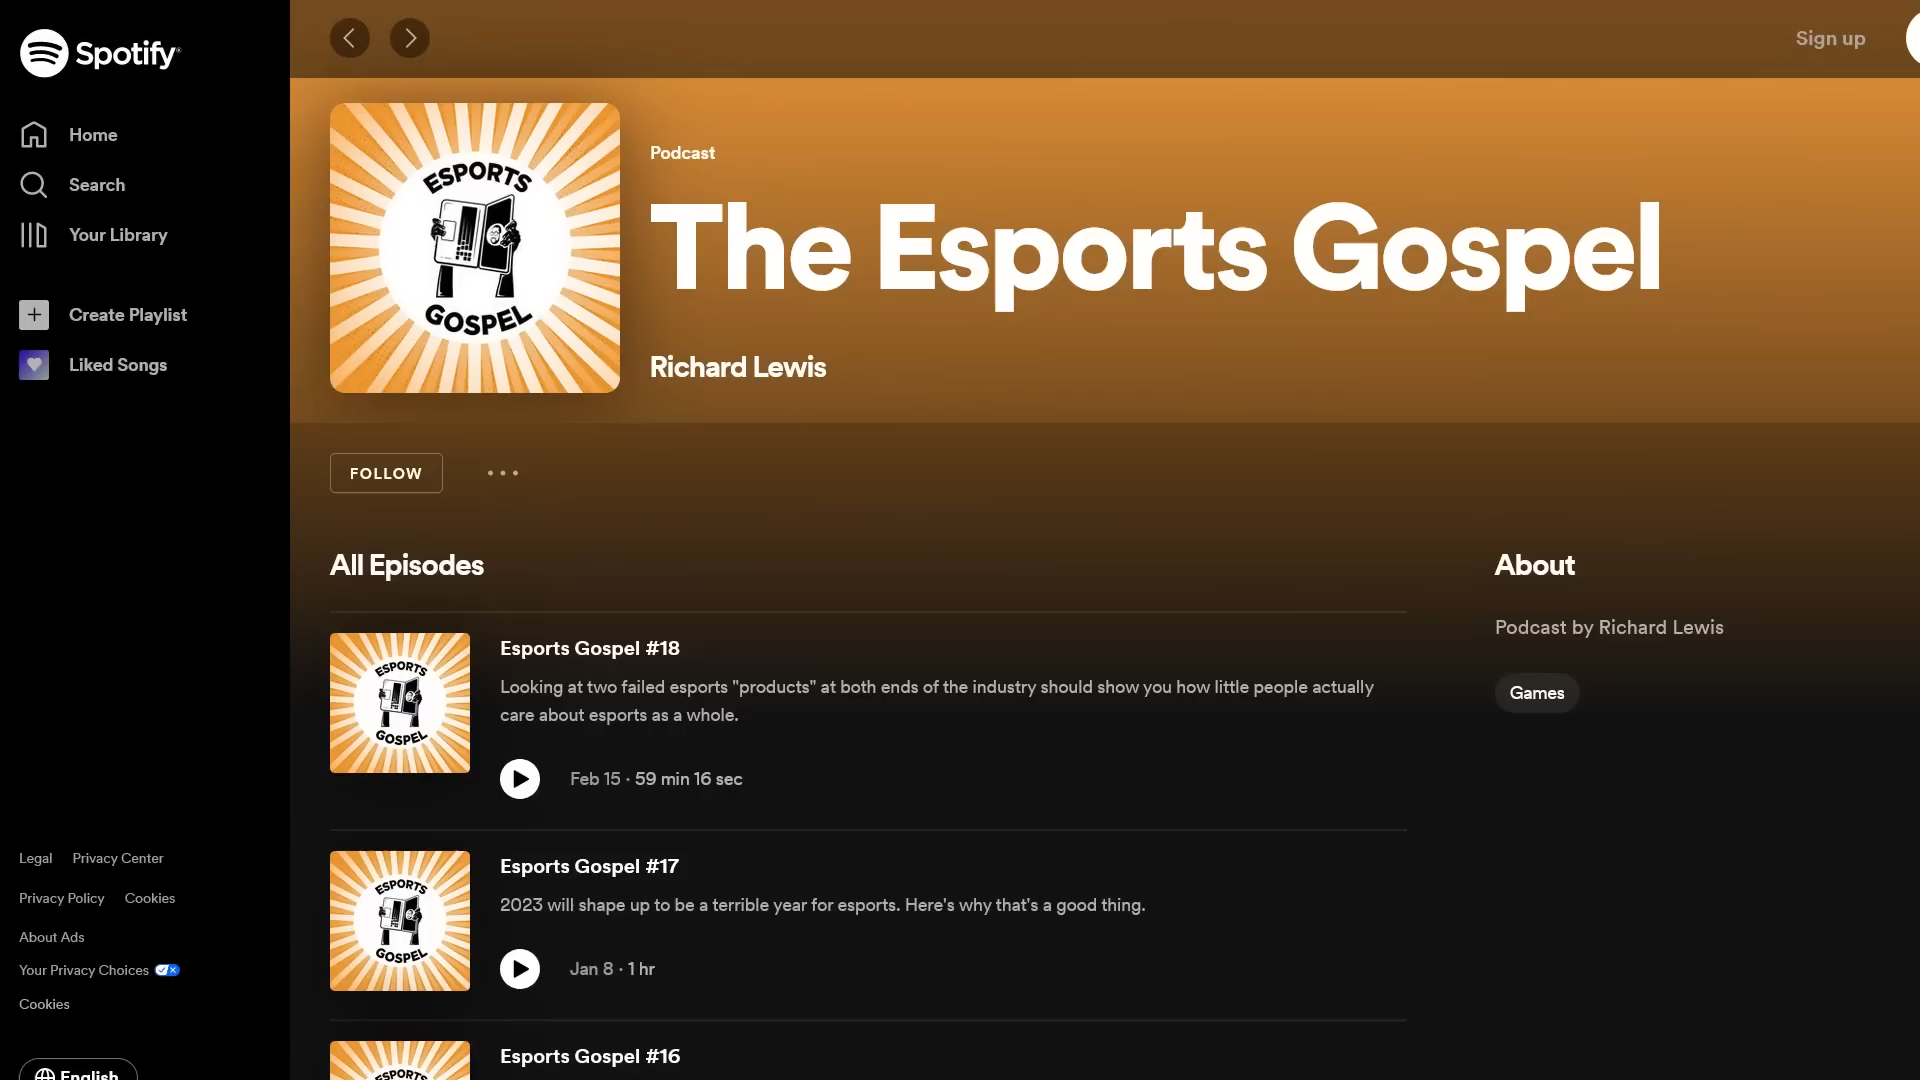 Spotify
Home
Search
Your Library
Create Playlist
Liked Songs
Legal Privacy Center
Privacy Policy Cookies
About Ads
Your Privacy Choices
Cookies
English
Sign up
ESPORTS
GOSPEL
Podcast
The Esports Gospel
Richard Lewis
FOLLOW
All Episodes
ESPORTS
GOSPEL
Esports Gospel #18
Looking at two failed esports "products" at both ends of the industry should show you how little people actually
care about esports as a whole.
Feb 15 · 59 min 16 sec
ESPORTS
GOSPEL
Esports Gospel #17
2023 will shape up to be a terrible year for esports. Here's why that's a good thing.
Jan 8 · 1 hr
ESPORTS
Esports Gospel #16
About
Podcast by Richard Lewis
Games